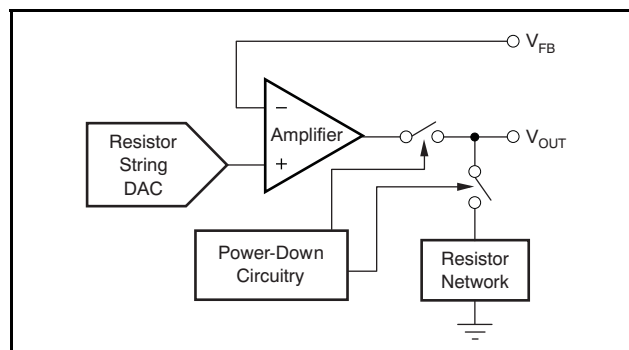 V_FB
−
Amplifier
+
V_OUT
Resistor
String
DAC
Power-Down
Circuitry
Resistor
Network